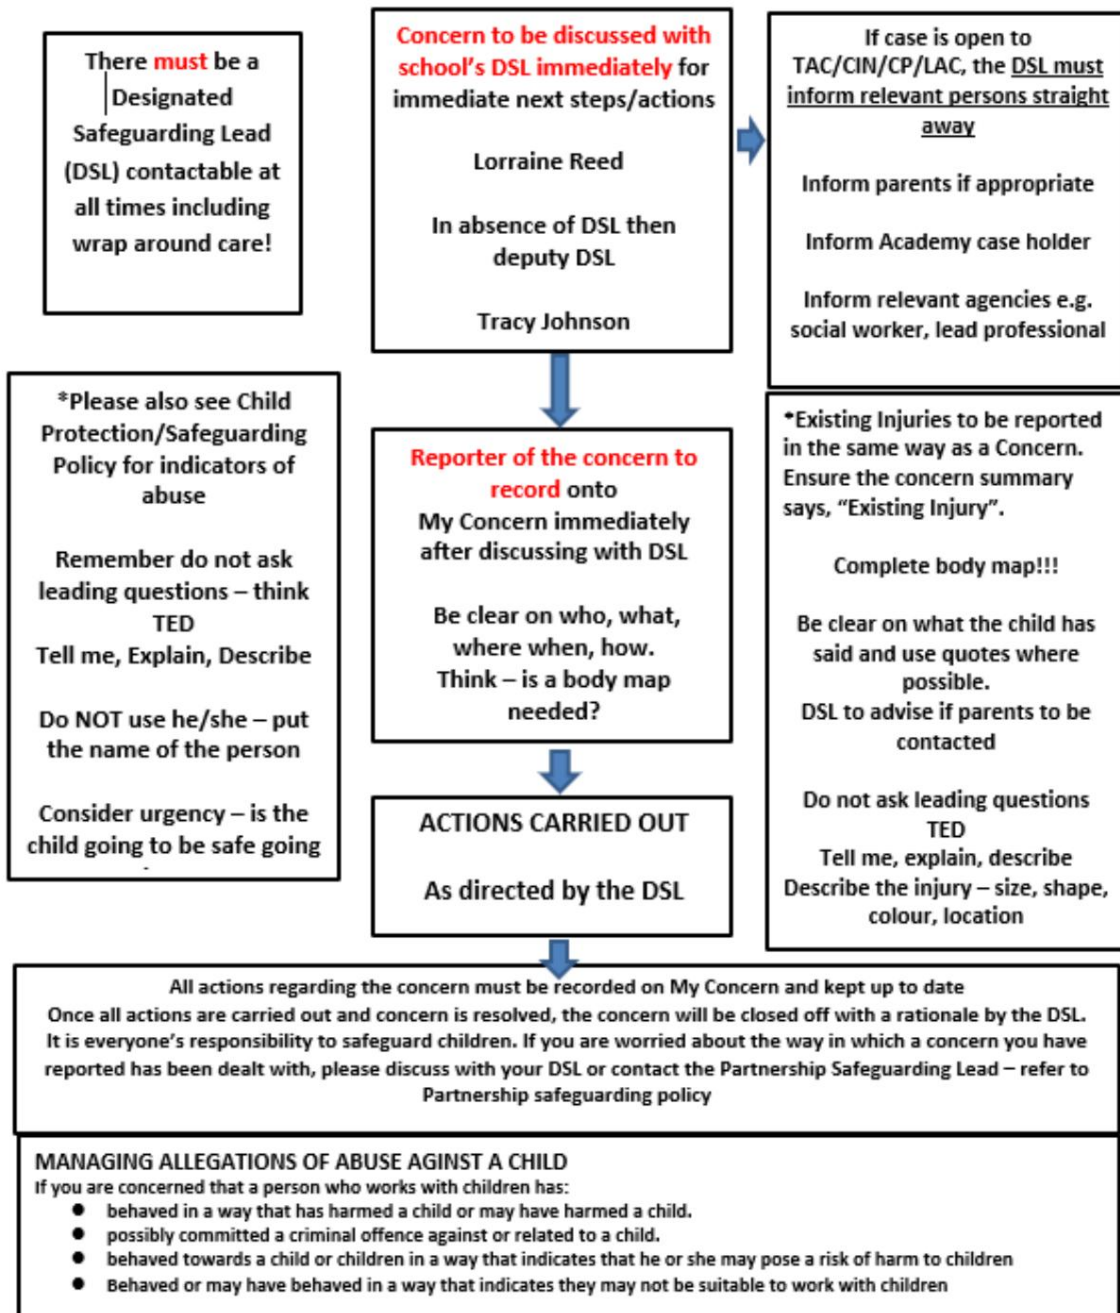 There must be a
Designated
Safeguarding Lead
(DSL) contactable at
all times including
wrap around care!
Concern to be discussed with
school's DSL immediately for
immediate next steps/actions
Lorraine Reed
In absence of DSL then
deputy DSL
Tracy Johnson
If case is open to
TAC/CIN/CP/LAC, the DSL must
inform relevant persons straight
away
Inform parents if appropriate
Inform Academy case holder
Inform relevant agencies e.g.
social worker, lead professional
*Please also see Child
Protection/Safeguarding
Policy for indicators of
abuse
Remember do not ask
leading questions – think
TED
Tell me, Explain, Describe
Do NOT use he/she – put
the name of the person
Consider urgency – is the
child going to be safe going
Reporter of the concern to
record onto
My Concern immediately
after discussing with DSL
Be clear on who, what,
where when, how.
Think – is a body map
needed?
*Existing Injuries to be reported
in the same way as a Concern.
Ensure the concern summary
says, “Existing Injury”.
Complete body map!!!
Be clear on what the child has
said and use quotes where
possible.
DSL to advise if parents to be
contacted
Do not ask leading questions
TED
Tell me, explain, describe
Describe the injury – size, shape,
colour, location
ACTIONS CARRIED OUT
As directed by the DSL
All actions regarding the concern must be recorded on My Concern and kept up to date
Once all actions are carried out and concern is resolved, the concern will be closed off with a rationale by the DSL.
It is everyone's responsibility to safeguard children. If you are worried about the way in which a concern you have
reported has been dealt with, please discuss with your DSL or contact the Partnership Safeguarding Lead – refer to
Partnership safeguarding policy
MANAGING ALLEGATIONS OF ABUSE AGINST A CHILD
If you are concerned that a person who works with children has:
● behaved in a way that has harmed a child or may have harmed a child.
● possibly committed a criminal offence against or related to a child.
● behaved towards a child or children in a way that indicates that he or she may pose a risk of harm to children
● Behaved or may have behaved in a way that indicates they may not be suitable to work with children